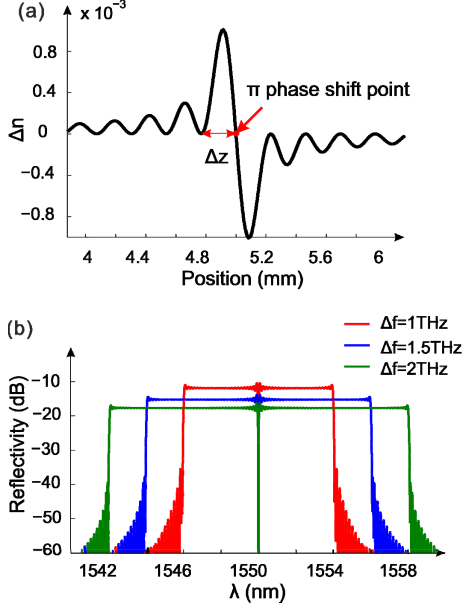 (a)
x 10⁻³
0.8
0.4
0
−0.4
−0.8
Δn
π phase shift point
Δz
4 4.4 4.8 5.2 5.6 6
Position (mm)
(b)
Δf=1THz
Δf=1.5THz
Δf=2THz
−10
−20
−30
−40
−50
−60
Reflectivity (dB)
1542 1546 1550 1554 1558
λ (nm)